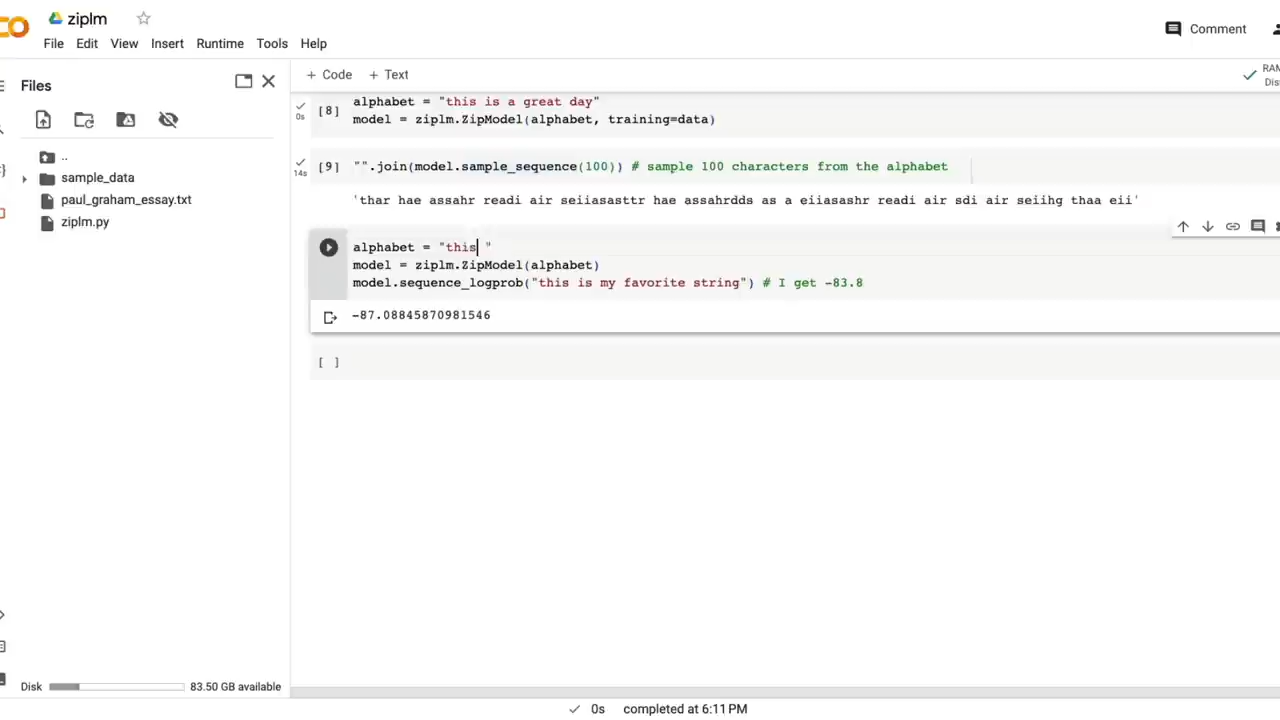 ziplm
Comment
File Edit View Insert Runtime Tools Help
Files
+ Code + Text
RAM
Dis
..
sample_data
paul_graham_essay.txt
ziplm.py
0s
[8]
alphabet = "this is a great day"
model = ziplm.ZipModel(alphabet, training=data)
14s
[9]
"".join(model.sample_sequence(100)) # sample 100 characters from the alphabet
'thar hae assahr readi air seiiasasttr hae assahrdds as a eiiasashr readi air sdi air seiihg thaa eii'
alphabet = "this "
model = ziplm.ZipModel(alphabet)
model.sequence_logprob("this is my favorite string") # I get -83.8
-87.08845870981546
[ ]
Disk 83.50 GB available
0s completed at 6:11 PM